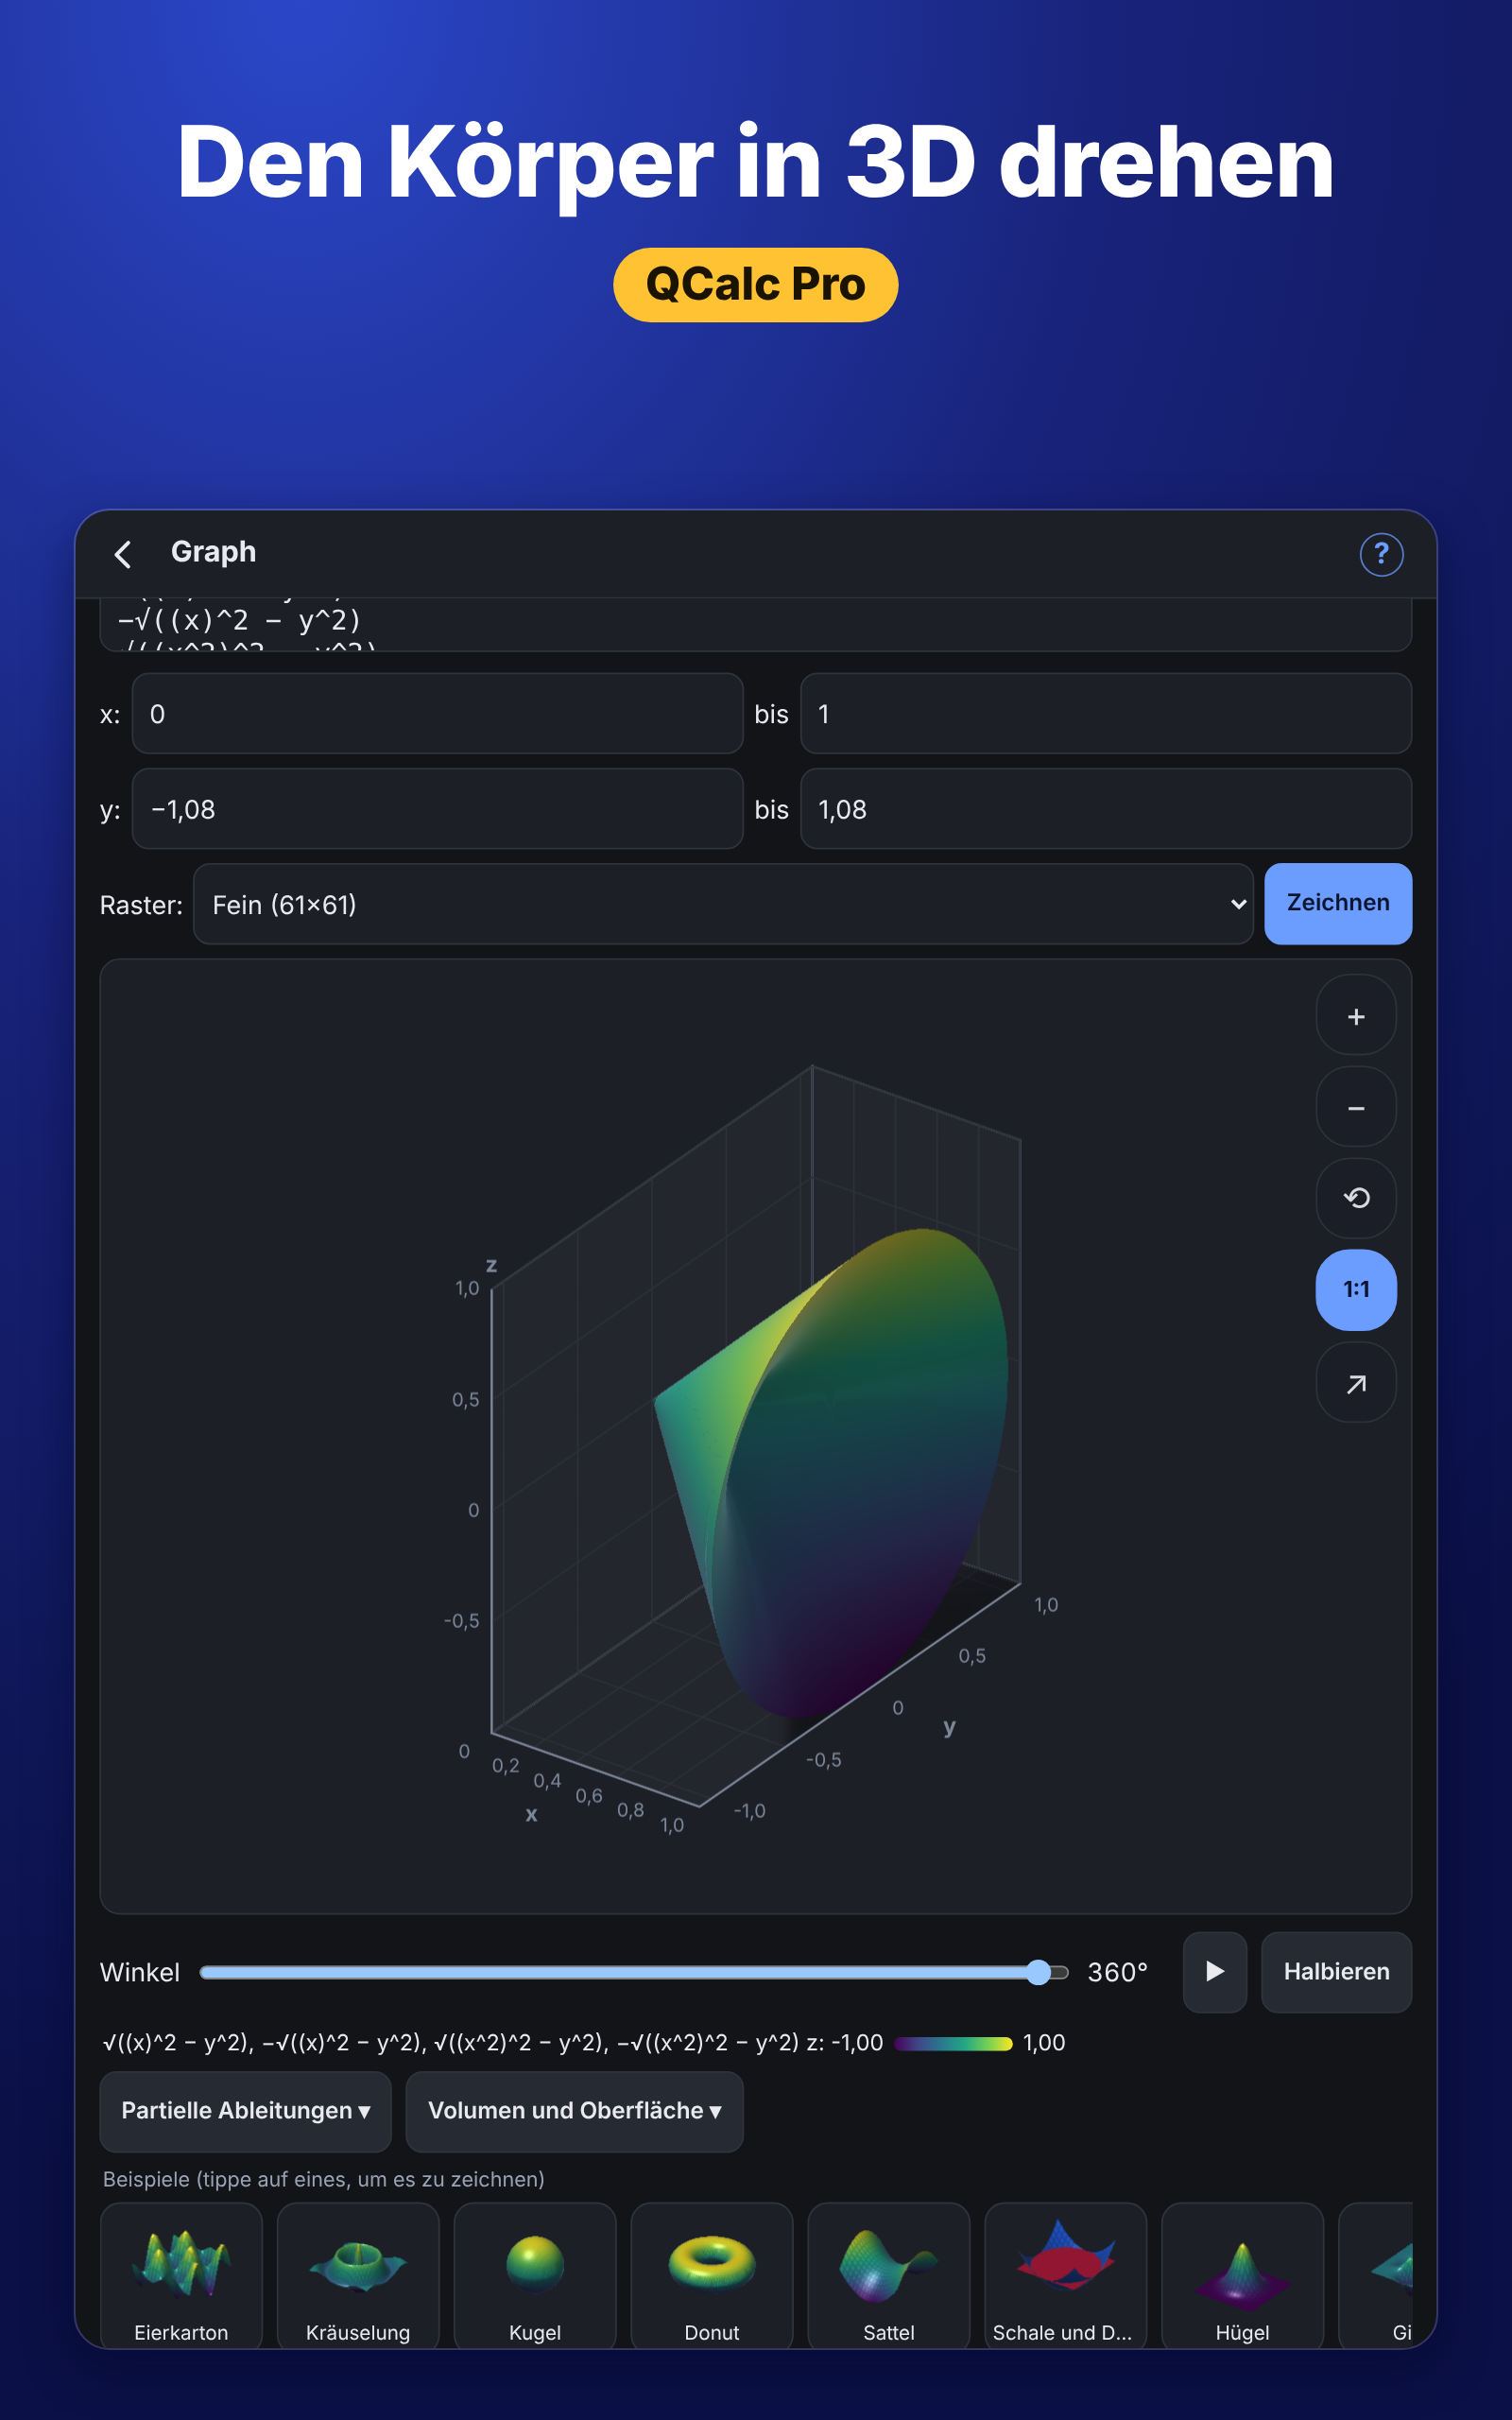 Den Körper in 3D drehen
QCalc Pro
Graph
?
−√((x)^2 − y^2)
x:
0
bis
1
y:
−1,08
bis
1,08
Raster:
Fein (61×61)
Zeichnen
+
−
1:1
z
1,0
0,5
0
-0,5
0
0,2
0,4
0,6
0,8
1,0
x
-1,0
-0,5
0
0,5
1,0
y
Winkel
360°
Halbieren
√((x)^2 − y^2), −√((x)^2 − y^2), √((x^2)^2 − y^2), −√((x^2)^2 − y^2) z: -1,00
1,00
Partielle Ableitungen ▾
Volumen und Oberfläche ▾
Beispiele (tippe auf eines, um es zu zeichnen)
Eierkarton
Kräuselung
Kugel
Donut
Sattel
Schale und D...
Hügel
Gi